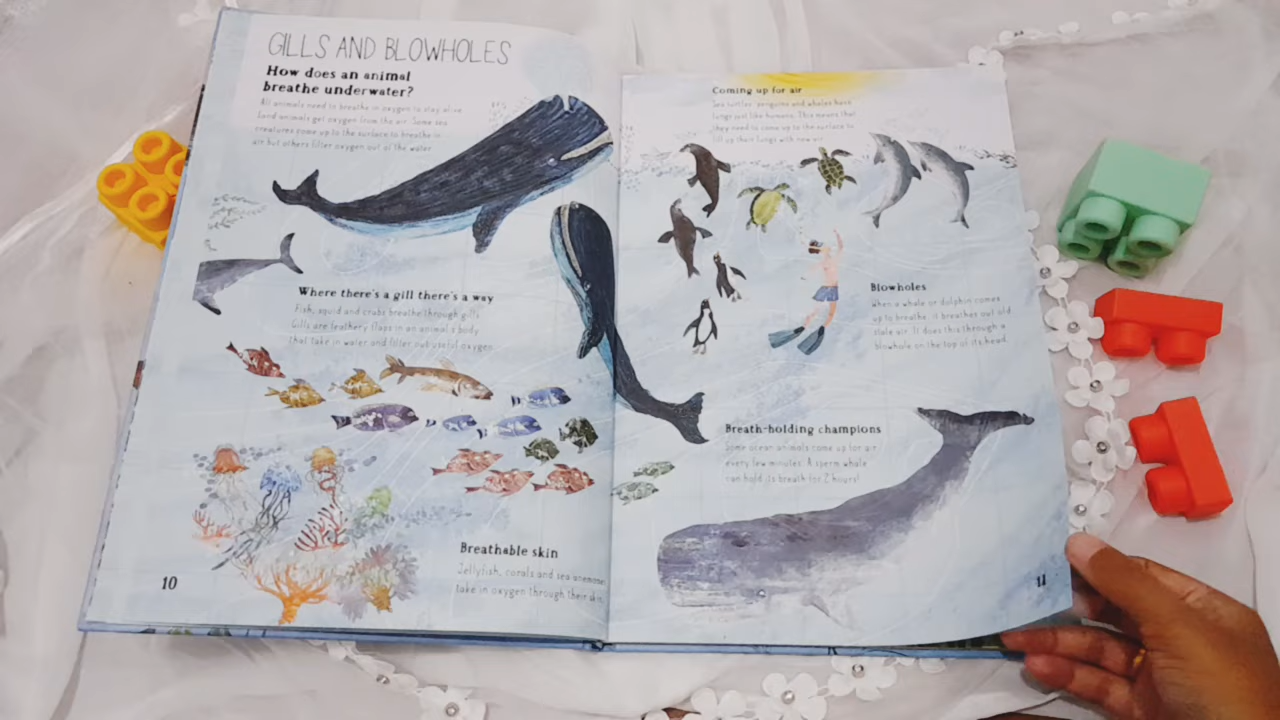 GILLS AND BLOWHOLES
How does an animal
breathe underwater?
All animals need to breathe in oxygen to stay alive.
Land animals get oxygen from the air. Some sea
creatures come up to the surface to breathe in
air but others filter oxygen out of the water.
Where there's a gill there's a way
Fish, squid and crabs breathe through gills.
Gills are feathery flaps in an animal's body
that take in water and filter out useful oxygen.
Breathable skin
Jellyfish, corals and sea anemones
take in oxygen through their skin.
10
Coming up for air
Sea turtles, penguins and whales have
lungs just like humans. This means that
they need to come up to the surface to
fill up their lungs with new air.
Blowholes
When a whale or dolphin comes
up to breathe, it breathes out old
stale air. It does this through a
blowhole on the top of its head.
Breath-holding champions
Some ocean animals come up for air
every few minutes. A sperm whale
can hold its breath for 2 hours!
11